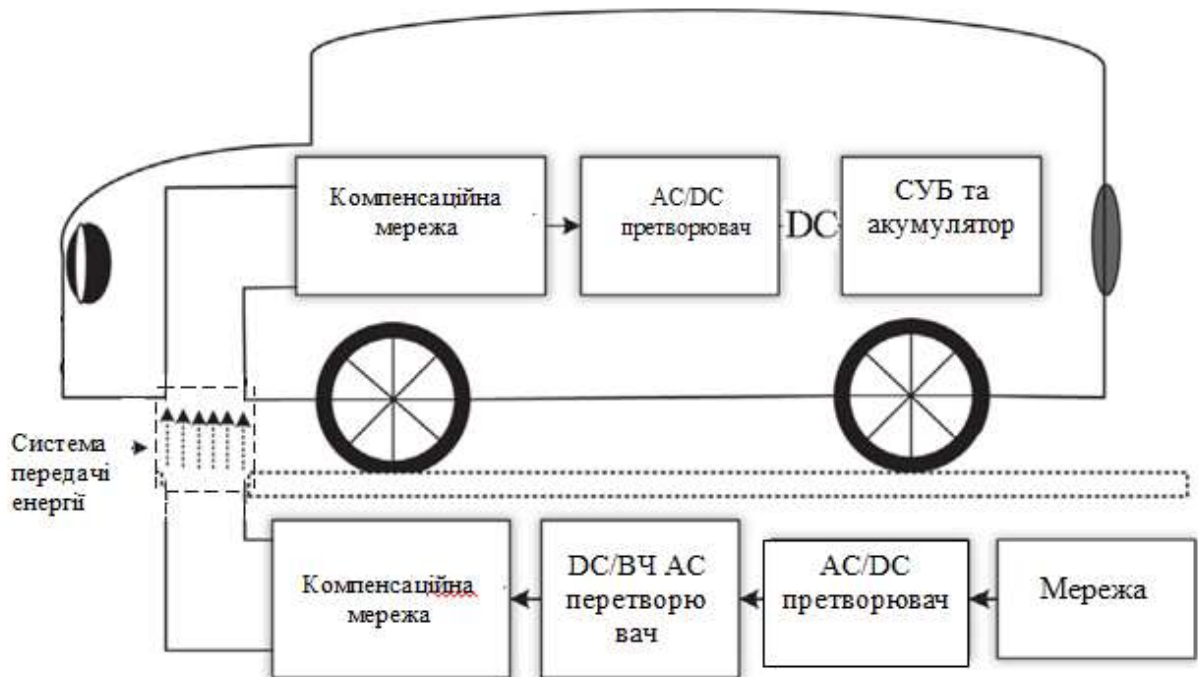 Компенсаційна
мережа
AC/DC
претворювач
DC
СУБ та
акумулятор
Система
передачі
енергії
Компенсаційна
мережа
DC/ВЧ AC
перетворю
вач
AC/DC
претворювач
Мережа